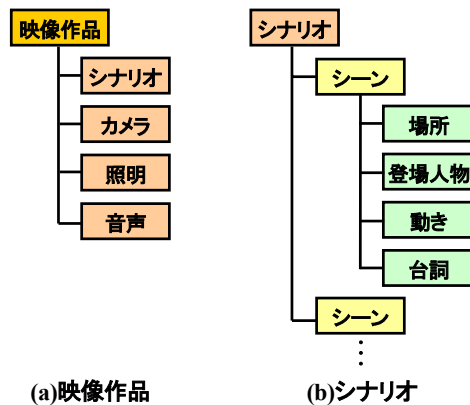 映像作品
シナリオ
カメラ
照明
音声
(a)映像作品
シナリオ
シーン
場所
登場人物
動き
台詞
シーン
⋮
(b)シナリオ